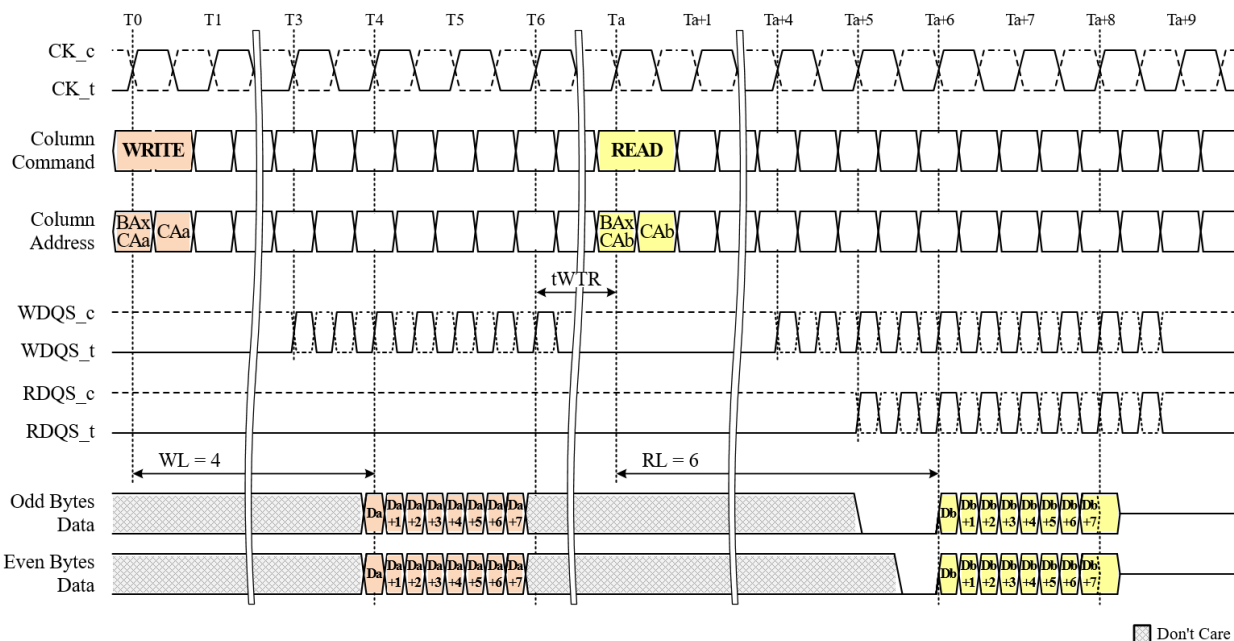 T0 T1 T3 T4 T5 T6 Ta Ta+1 Ta+4 Ta+5 Ta+6 Ta+7 Ta+8 Ta+9
CK_c
CK_t
Column
Command
WRITE READ
Column
Address
BAx
CAa
CAa
BAx
CAb
CAb
tWTR
WDQS_c
WDQS_t
RDQS_c
RDQS_t
WL = 4 RL = 6
Odd Bytes
Data
Da Da+1 Da+2 Da+3 Da+4 Da+5 Da+6 Da+7 Db Db+1 Db+2 Db+3 Db+4 Db+5 Db+6 Db+7
Even Bytes
Data
Da Da+1 Da+2 Da+3 Da+4 Da+5 Da+6 Da+7 Db Db+1 Db+2 Db+3 Db+4 Db+5 Db+6 Db+7
Don't Care